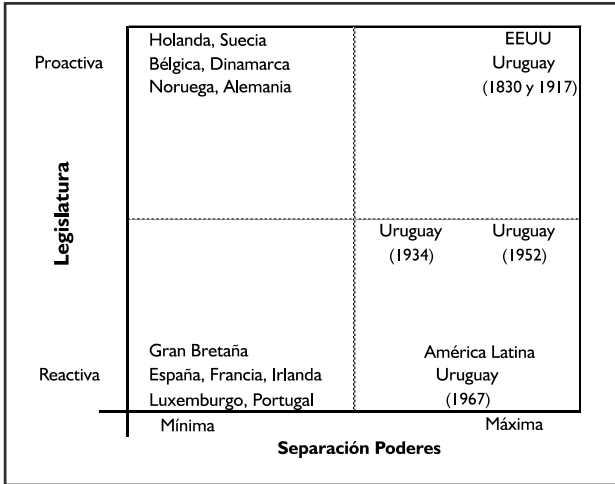 Proactiva
Holanda, Suecia
Bélgica, Dinamarca
Noruega, Alemania
EEUU
Uruguay
(1830 y 1917)
Legislatura
Uruguay
(1934)
Uruguay
(1952)
Reactiva
Gran Bretaña
España, Francia, Irlanda
Luxemburgo, Portugal
América Latina
Uruguay
(1967)
Mínima
Máxima
Separación Poderes